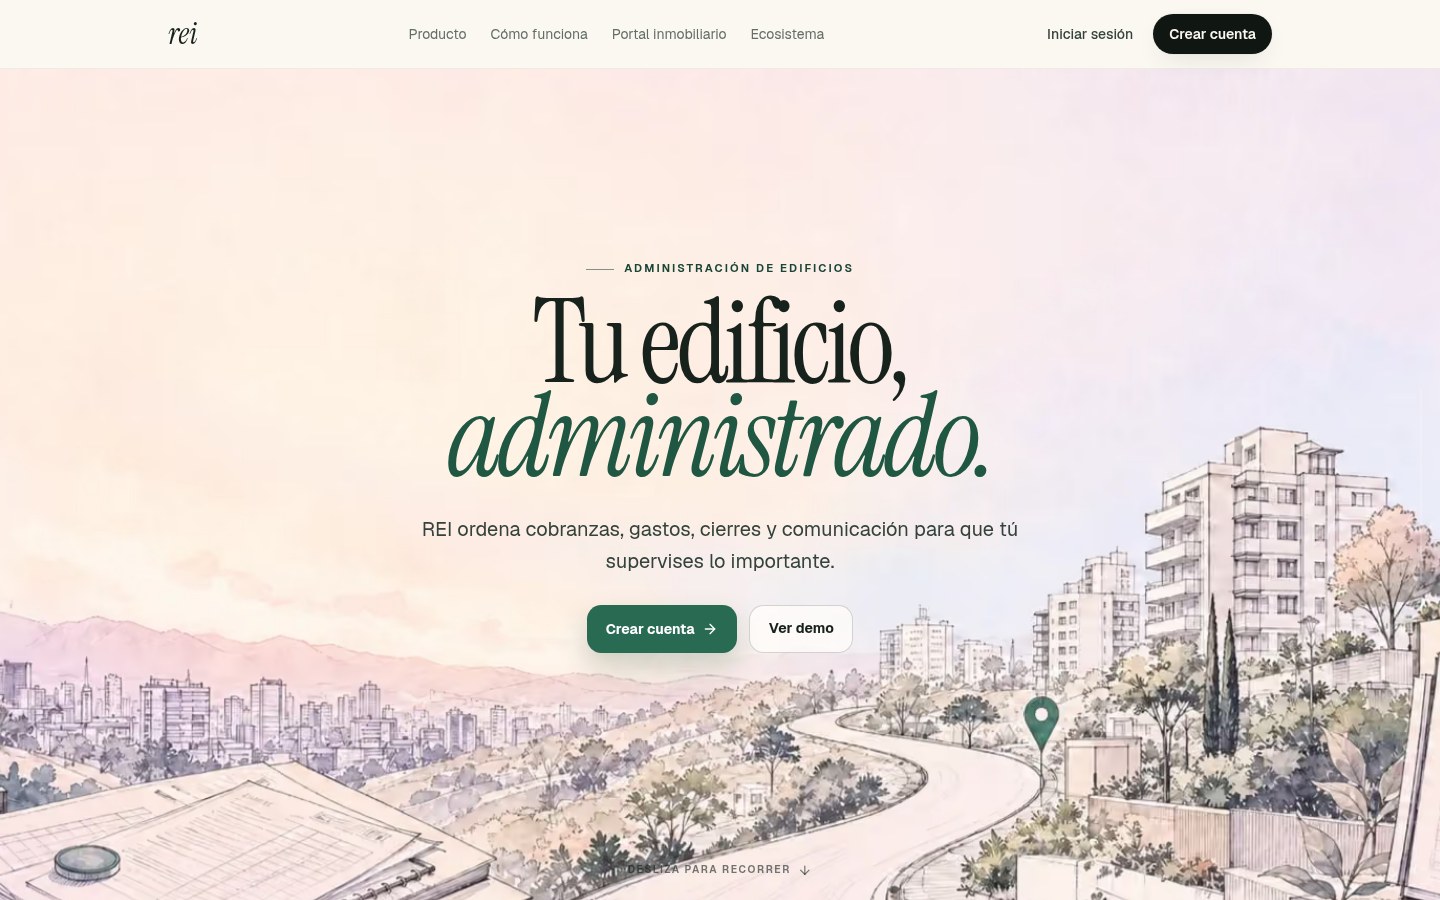 rei
Producto
Cómo funciona
Portal inmobiliario
Ecosistema
Iniciar sesión
Crear cuenta
ADMINISTRACIÓN DE EDIFICIOS
Tu edificio,
administrado.
REI ordena cobranzas, gastos, cierres y comunicación para que tú
supervises lo importante.
Crear cuenta →
Ver demo
DESLIZA PARA RECORRER ↓